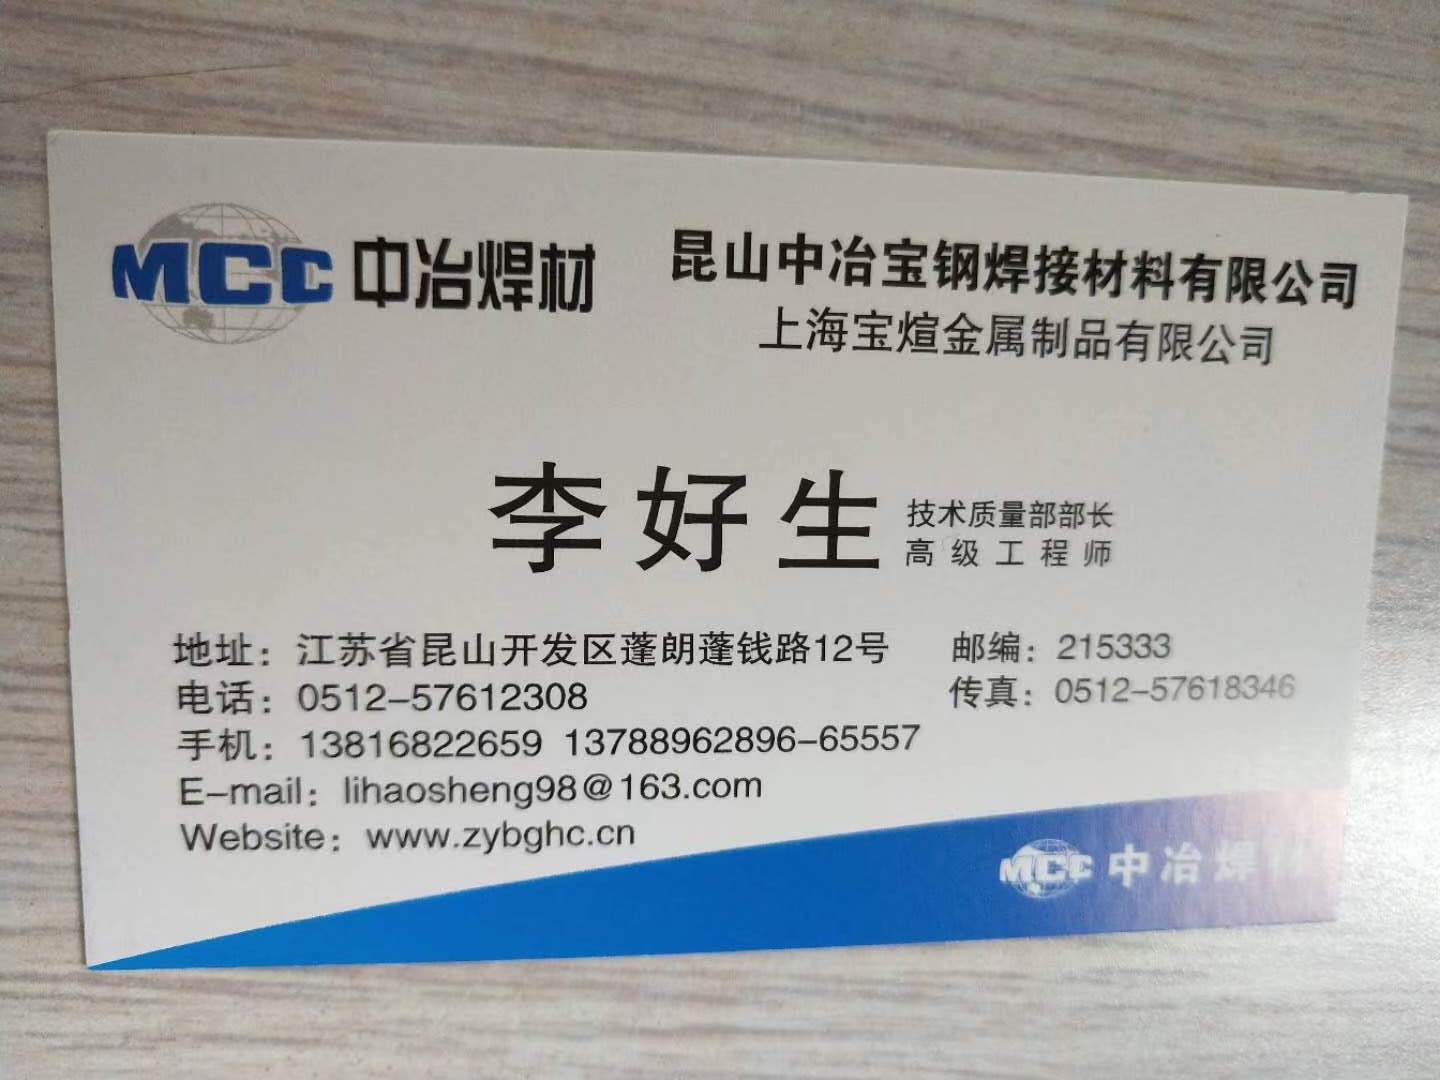 MCC 中冶焊材
昆山中冶宝钢焊接材料有限公司
上海宝煊金属制品有限公司
李好生
技术质量部部长
高级工程师
地址：江苏省昆山开发区蓬朗蓬钱路12号
邮编：215333
电话：0512-57612308
传真：0512-57618346
手机：13816822659 13788962896-65557
E-mail：lihaosheng98@163.com
Website：www.zybghc.cn
MCC 中冶焊材